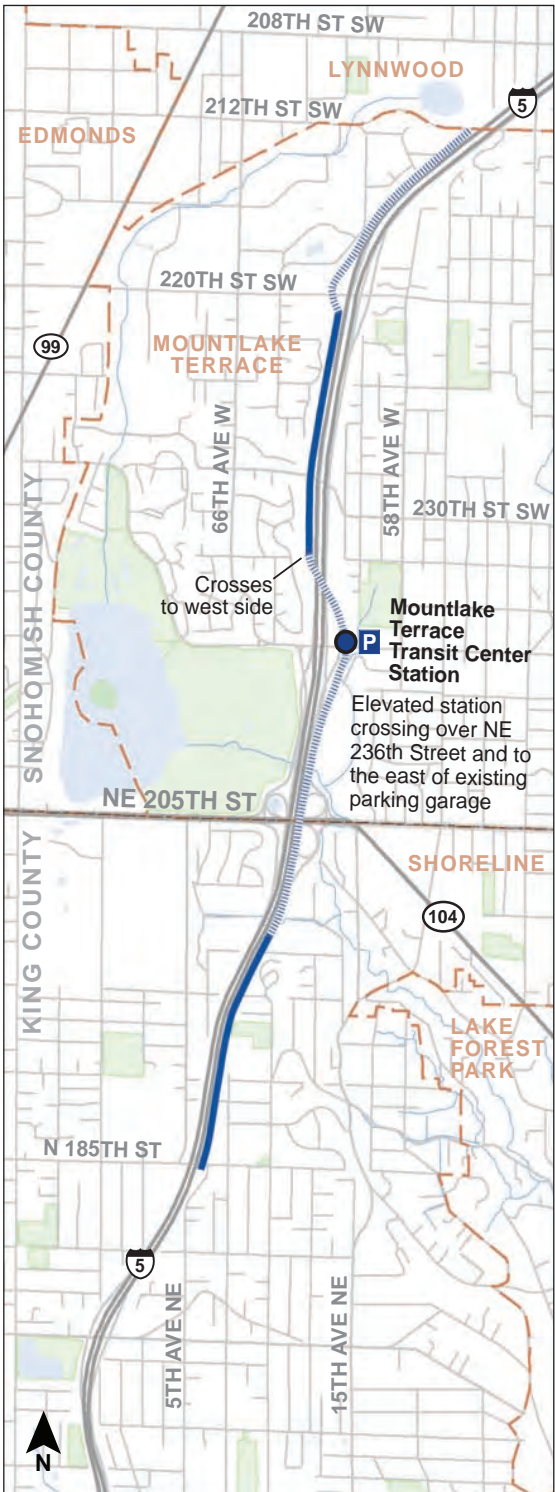 208TH ST SW
LYNNWOOD
5
212TH ST SW
EDMONDS
220TH ST SW
99
MOUNTLAKE
TERRACE
66TH AVE W
58TH AVE W
230TH ST SW
SNOHOMISH COUNTY
Crosses
to west side
P
Mountlake
Terrace
Transit Center
Station
Elevated station
crossing over NE
236th Street and to
the east of existing
parking garage
NE 205TH ST
KING COUNTY
SHORELINE
104
LAKE
FOREST
PARK
N 185TH ST
5
5TH AVE NE
15TH AVE NE
N